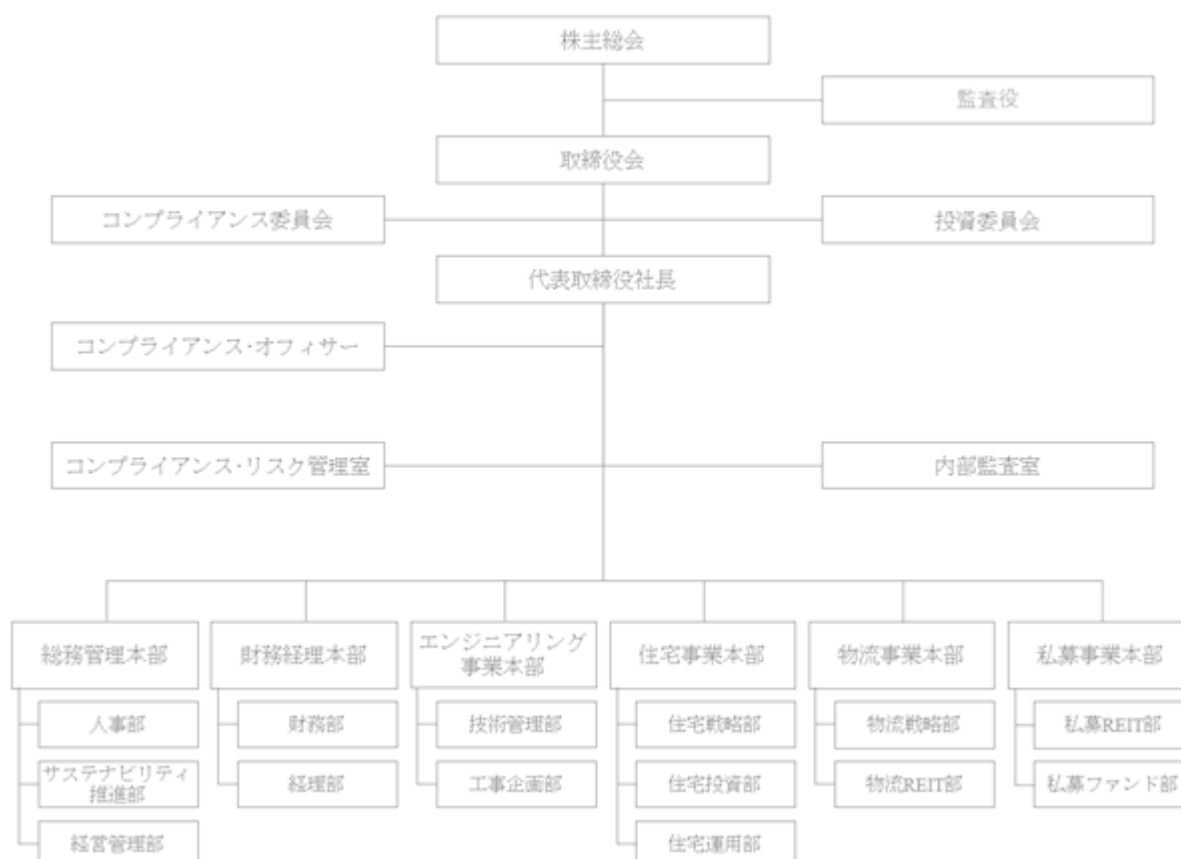 株主総会
監査役
取締役会
コンプライアンス委員会
投資委員会
代表取締役社長
コンプライアンス・オフィサー
コンプライアンス・リスク管理室
内部監査室
総務管理本部
財務経理本部
エンジニアリング
事業本部
住宅事業本部
物流事業本部
私募事業本部
人事部
財務部
技術管理部
住宅戦略部
物流戦略部
私募REIT部
サステナビリティ
推進部
経理部
工事企画部
住宅投資部
物流REIT部
私募ファンド部
経営管理部
住宅運用部